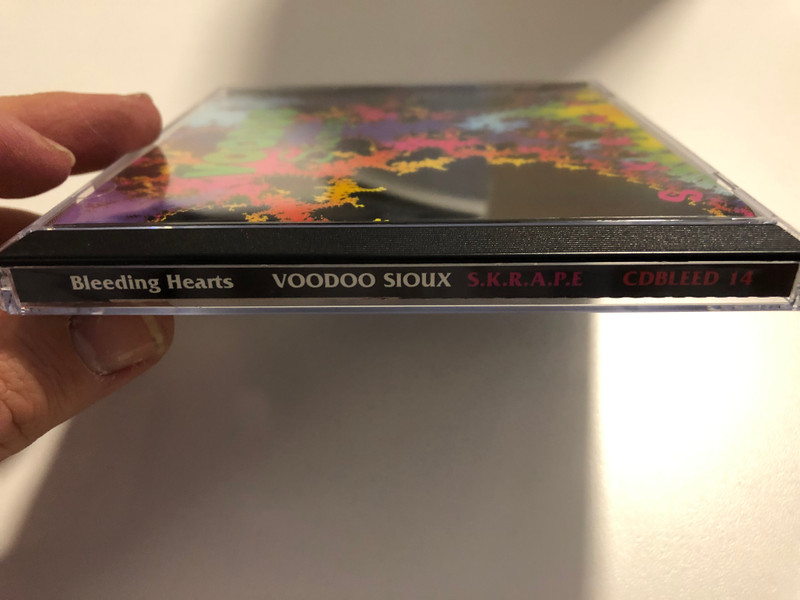 Bleeding Hearts VOODOO SIOUX S.K.R.A.P.E CDBLEED 14